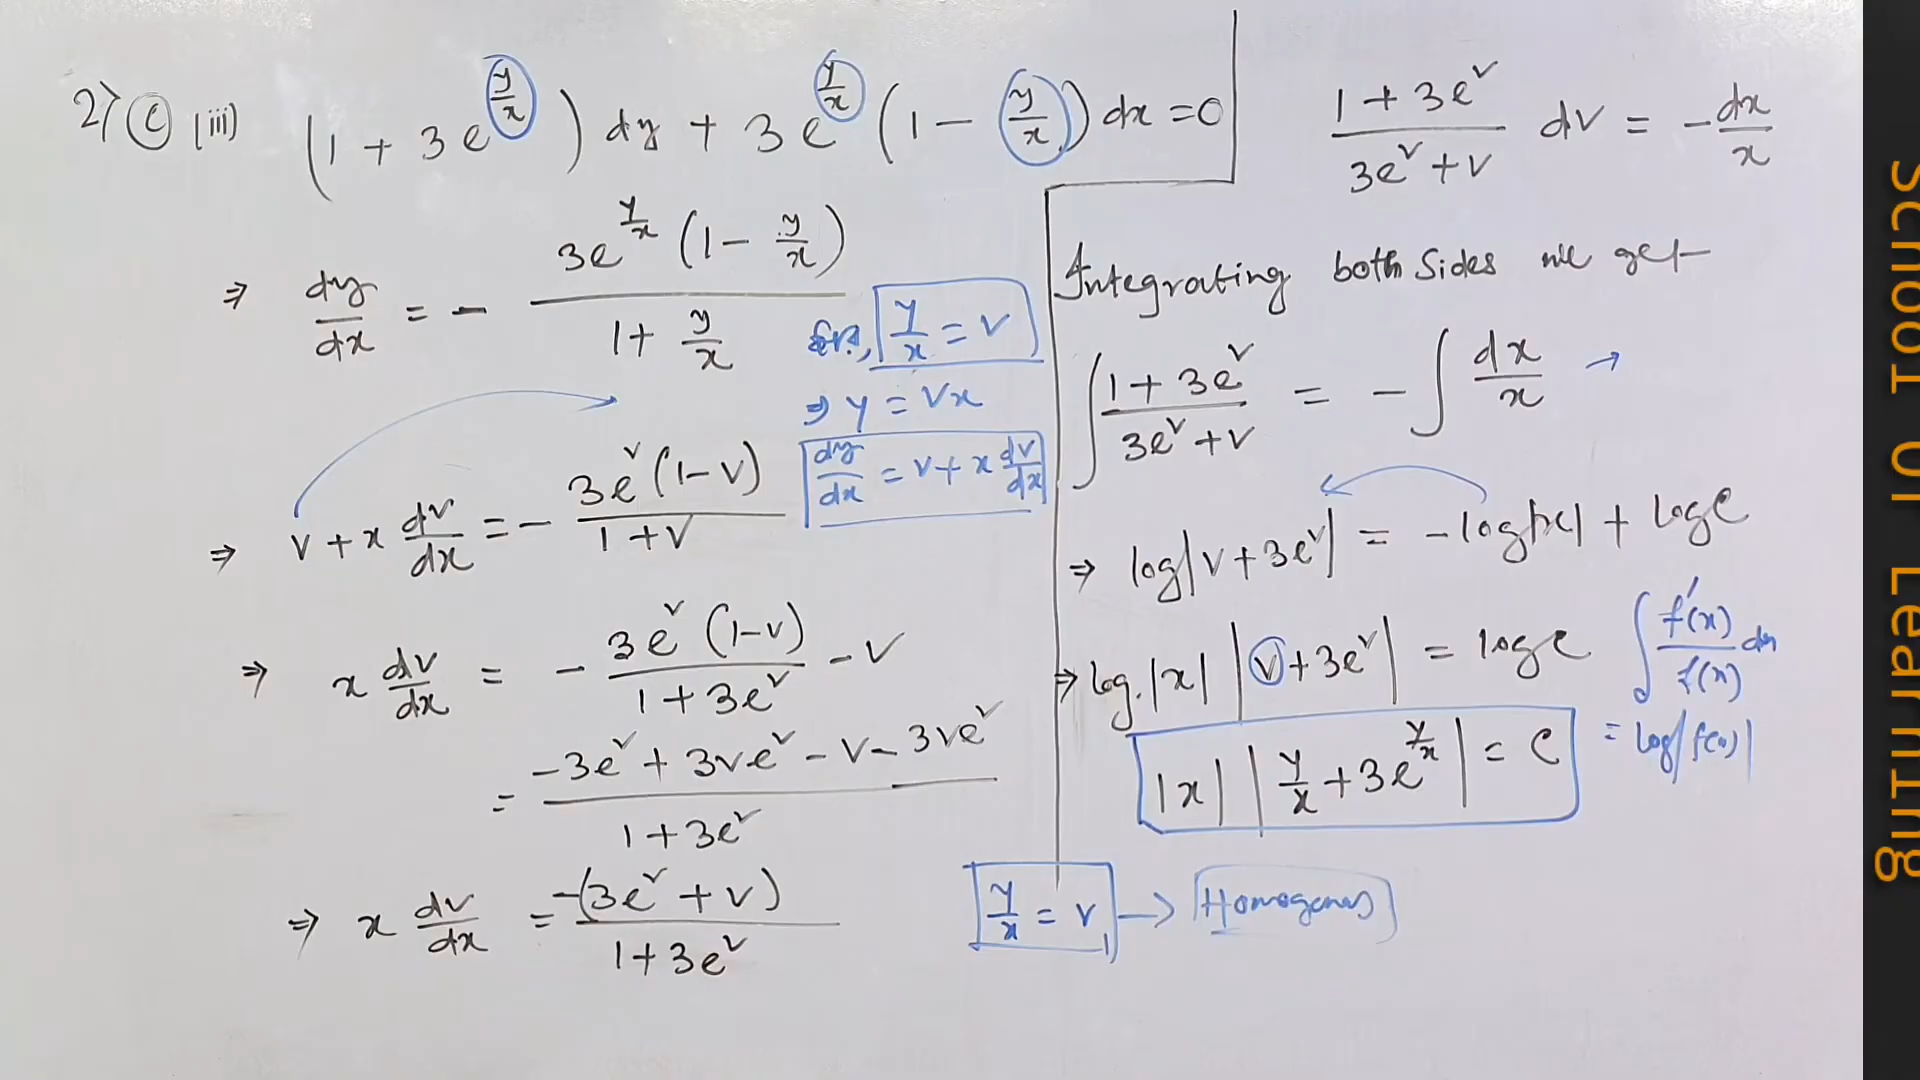 2) (C) (iii) (1 + 3e^(y/x)) dy + 3e^(y/x) (1 - (y/x)) dx = 0
⇒ dy/dx = - 3e^(y/x) (1 - y/x) / (1 + y/x)
y/x = v
⇒ y = vx
dy/dx = v + x dv/dx
⇒ v + x dv/dx = - 3e^v (1 - v) / (1 + v)
⇒ x dv/dx = - 3e^v (1 - v) / (1 + 3e^v) - v
= (-3e^v + 3ve^v - v - 3ve^v) / (1 + 3e^v)
⇒ x dv/dx = -(3e^v + v) / (1 + 3e^v)
(1 + 3e^v) / (3e^v + v) dv = - dx/x
Integrating both sides we get
∫ (1 + 3e^v) / (3e^v + v) = - ∫ dx/x →
⇒ log|v + 3e^v| = - log|x| + log c
⇒ log. |x| |v + 3e^v| = log c
∫ f'(x)/f(x) dx
= log|f(x)|
|x| |y/x + 3e^(y/x)| = c
y/x = v, → Homogenous
School Of Learning